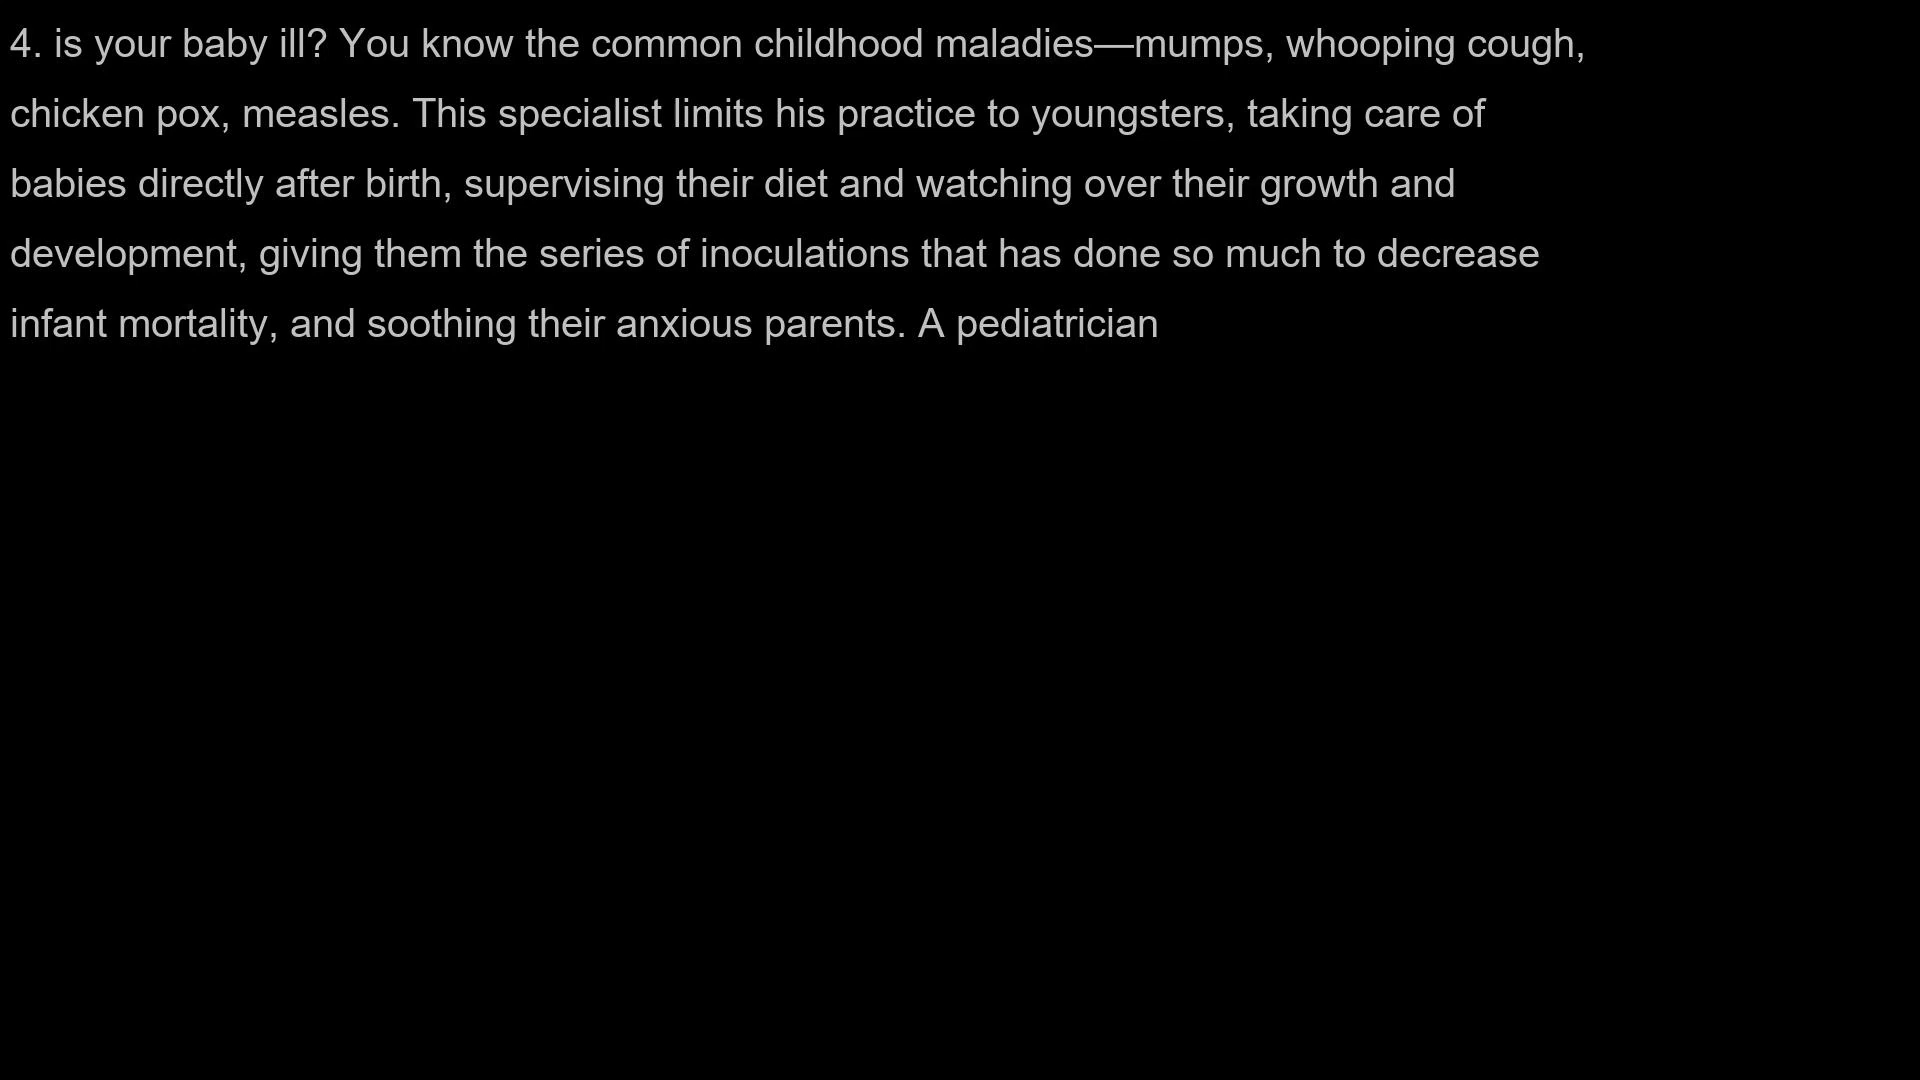 4. is your baby ill? You know the common childhood maladies—mumps, whooping cough,
chicken pox, measles. This specialist limits his practice to youngsters, taking care of
babies directly after birth, supervising their diet and watching over their growth and
development, giving them the series of inoculations that has done so much to decrease
infant mortality, and soothing their anxious parents. A pediatrician